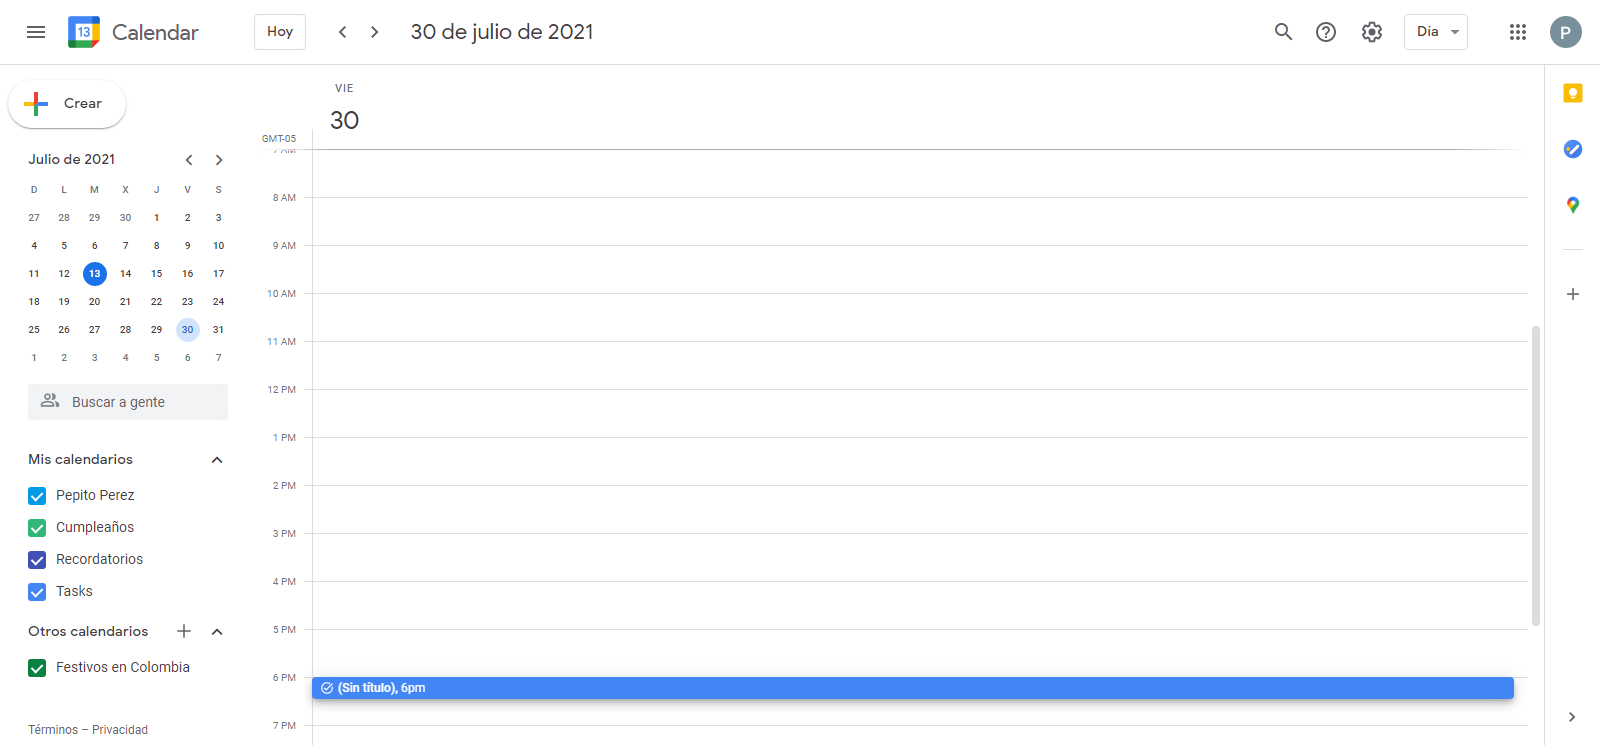 13 Calendar Hoy 30 de julio de 2021 Día P
Crear
Julio de 2021
D L M X J V S
27 28 29 30 1 2 3
4 5 6 7 8 9 10
11 12 13 14 15 16 17
18 19 20 21 22 23 24
25 26 27 28 29 30 31
1 2 3 4 5 6 7
Buscar a gente
Mis calendarios
Pepito Perez
Cumpleaños
Recordatorios
Tasks
Otros calendarios
Festivos en Colombia
Términos – Privacidad
VIE
30
GMT-05
7 AM
8 AM
9 AM
10 AM
11 AM
12 PM
1 PM
2 PM
3 PM
4 PM
5 PM
6 PM
(Sin título), 6pm
7 PM